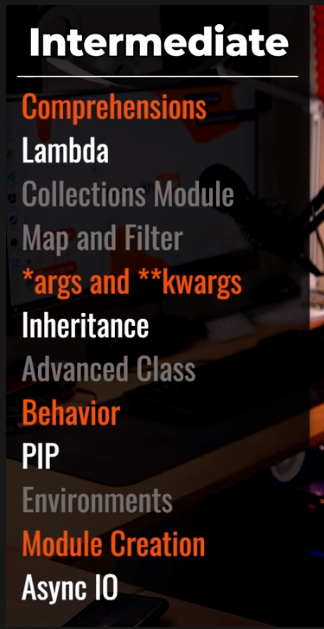 Intermediate
Comprehensions
Lambda
Collections Module
Map and Filter
*args and **kwargs
Inheritance
Advanced Class
Behavior
PIP
Environments
Module Creation
Async IO